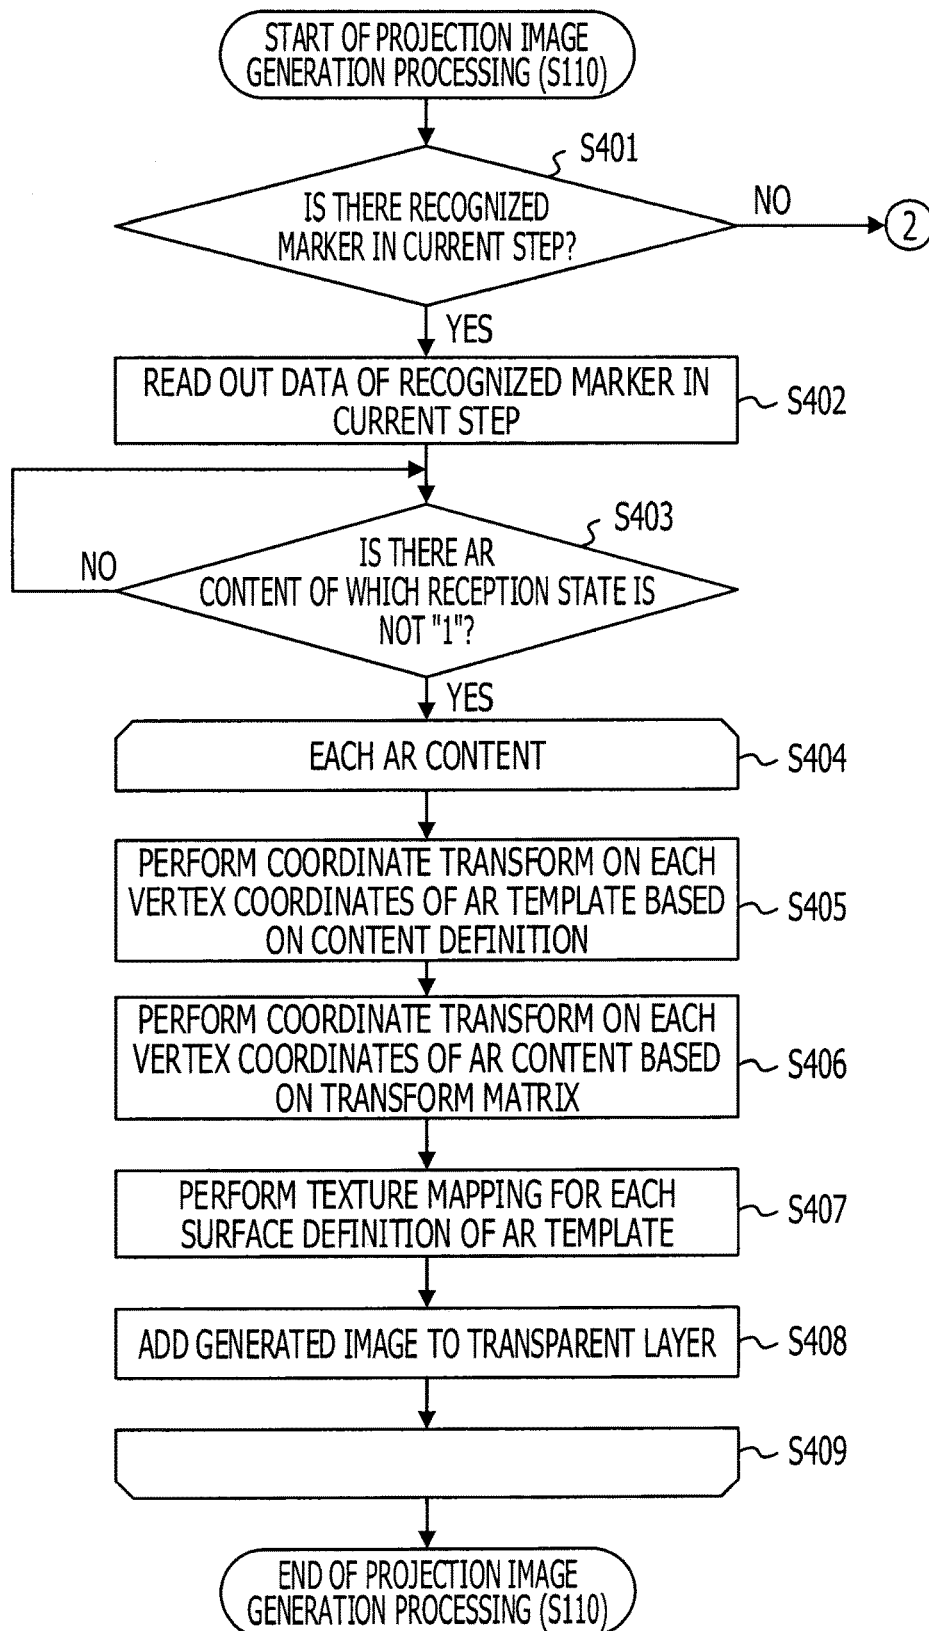 START OF PROJECTION IMAGE
GENERATION PROCESSING (S110)
S401
IS THERE RECOGNIZED
MARKER IN CURRENT STEP?
NO
2
YES
READ OUT DATA OF RECOGNIZED MARKER IN
CURRENT STEP
S402
S403
IS THERE AR
CONTENT OF WHICH RECEPTION STATE IS
NOT "1"?
NO
YES
EACH AR CONTENT
S404
PERFORM COORDINATE TRANSFORM ON EACH
VERTEX COORDINATES OF AR TEMPLATE BASED
ON CONTENT DEFINITION
S405
PERFORM COORDINATE TRANSFORM ON EACH
VERTEX COORDINATES OF AR CONTENT BASED
ON TRANSFORM MATRIX
S406
PERFORM TEXTURE MAPPING FOR EACH
SURFACE DEFINITION OF AR TEMPLATE
S407
ADD GENERATED IMAGE TO TRANSPARENT LAYER
S408
S409
END OF PROJECTION IMAGE
GENERATION PROCESSING (S110)